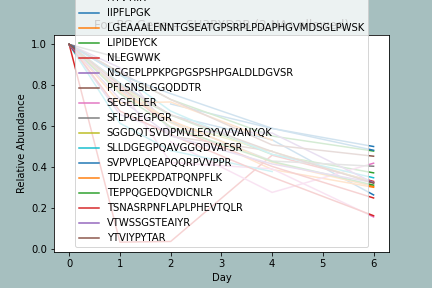 IIPFLPGK
LGEAAALENNTGSEATGPSRPLPDAPHGVMDSGLPWSK
LIPIDEYCK
NLEGWWK
NSGEPLPPKPGPGSPSHPGALDLDGVSR
PFLSNSLGGQDDTR
SEGELLER
SFLPGEGPGR
SGGDQTSVDPMVLEQYVVVANYQK
SLLDGEGPQAVGGQDVAFSR
SVPVPLQEAPQQRPVVPPR
TDLPEEKPDATPQNPFLK
TEPPQGEDQVDICNLR
TSNASRPNFLAPLPHEVTQLR
VTWSSGSTEAIYR
YTVIYPYTAR
Relative Abundance
1.0
0.8
0.6
0.4
0.2
0.0
0 1 2 3 4 5 6
Day